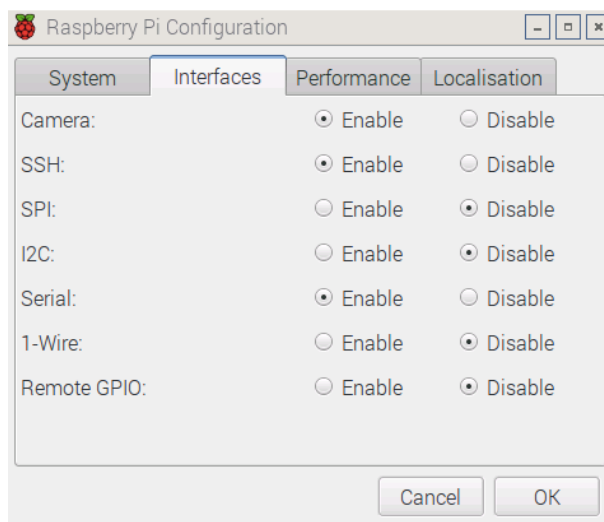 Raspberry Pi Configuration
System Interfaces Performance Localisation
Camera: Enable Disable
SSH: Enable Disable
SPI: Enable Disable
I2C: Enable Disable
Serial: Enable Disable
1-Wire: Enable Disable
Remote GPIO: Enable Disable
Cancel OK